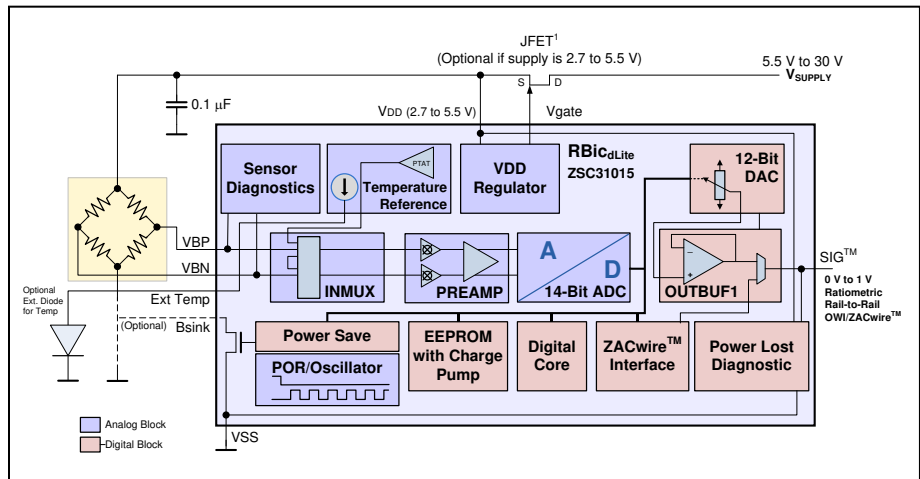 JFET1
(Optional if supply is 2.7 to 5.5 V)
5.5 V to 30 V
VSUPPLY
S
D
0.1 µF
VDD (2.7 to 5.5 V)
Vgate
Sensor
Diagnostics
PTAT
Temperature
Reference
VDD
Regulator
RBicdLite
ZSC31015
12-Bit
DAC
VBP
VBN
INMUX
PREAMP
A
D
14-Bit ADC
OUTBUF1
SIG™
0 V to 1 V
Ratiometric
Rail-to-Rail
OWI/ZACwire™
Optional
Ext. Diode
for Temp
Ext Temp
(Optional)
Bsink
Power Save
POR/Oscillator
EEPROM
with Charge
Pump
Digital
Core
ZACwire™
Interface
Power Lost
Diagnostic
Analog Block
Digital Block
VSS